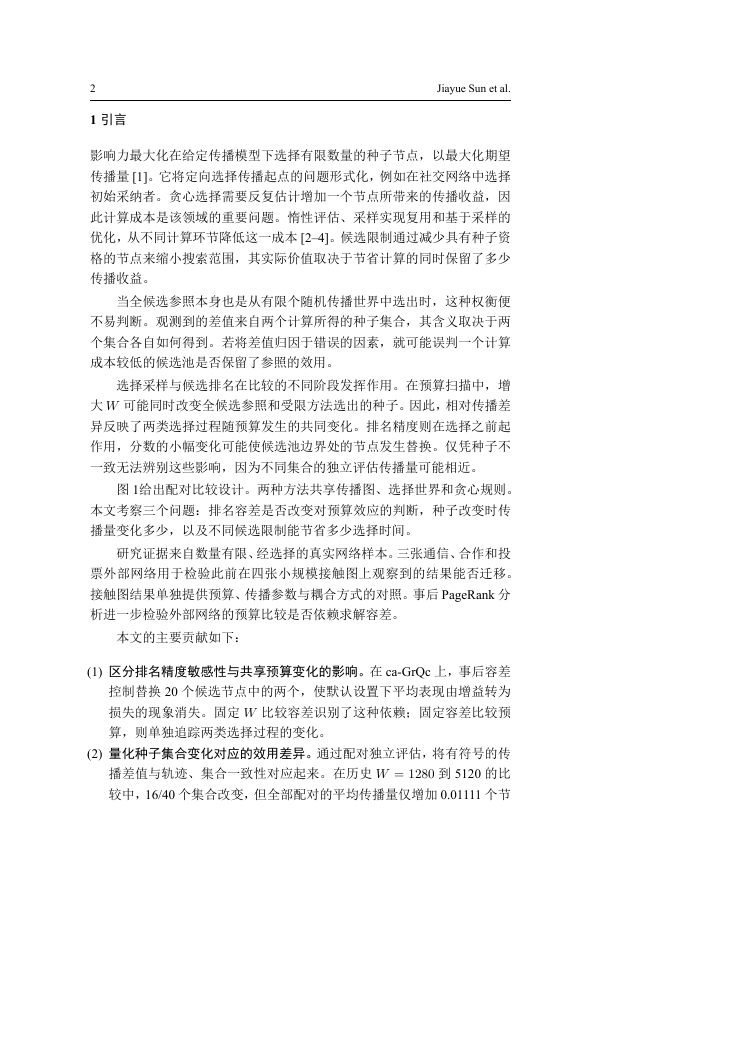 2 Jiayue Sun et al.
1 引言
影响力最大化在给定传播模型下选择有限数量的种子节点，以最大化期望
传播量 [1]。它将定向选择传播起点的问题形式化，例如在社交网络中选择
初始采纳者。贪心选择需要反复估计增加一个节点所带来的传播收益，因
此计算成本是该领域的重要问题。惰性评估、采样实现复用和基于采样的
优化，从不同计算环节降低这一成本 [2–4]。候选限制通过减少具有种子资
格的节点来缩小搜索范围，其实际价值取决于节省计算的同时保留了多少
传播收益。
当全候选参照本身也是从有限个随机传播世界中选出时，这种权衡便
不易判断。观测到的差值来自两个计算所得的种子集合，其含义取决于两
个集合各自如何得到。若将差值归因于错误的因素，就可能误判一个计算
成本较低的候选池是否保留了参照的效用。
选择采样与候选排名在比较的不同阶段发挥作用。在预算扫描中，增
大 W 可能同时改变全候选参照和受限方法选出的种子。因此，相对传播差
异反映了两类选择过程随预算发生的共同变化。排名精度则在选择之前起
作用，分数的小幅变化可能使候选池边界处的节点发生替换。仅凭种子不
一致无法辨别这些影响，因为不同集合的独立评估传播量可能相近。
图 1给出配对比较设计。两种方法共享传播图、选择世界和贪心规则。
本文考察三个问题：排名容差是否改变对预算效应的判断，种子改变时传
播量变化多少，以及不同候选限制能节省多少选择时间。
研究证据来自数量有限、经选择的真实网络样本。三张通信、合作和投
票外部网络用于检验此前在四张小规模接触图上观察到的结果能否迁移。
接触图结果单独提供预算、传播参数与耦合方式的对照。事后 PageRank 分
析进一步检验外部网络的预算比较是否依赖求解容差。
本文的主要贡献如下：
(1) 区分排名精度敏感性与共享预算变化的影响。在 ca-GrQc 上，事后容差
控制替换 20 个候选节点中的两个，使默认设置下平均表现由增益转为
损失的现象消失。固定 W 比较容差识别了这种依赖；固定容差比较预
算，则单独追踪两类选择过程的变化。
(2) 量化种子集合变化对应的效用差异。通过配对独立评估，将有符号的传
播差值与轨迹、集合一致性对应起来。在历史 W = 1280 到 5120 的比
较中，16/40 个集合改变，但全部配对的平均传播量仅增加 0.01111 个节